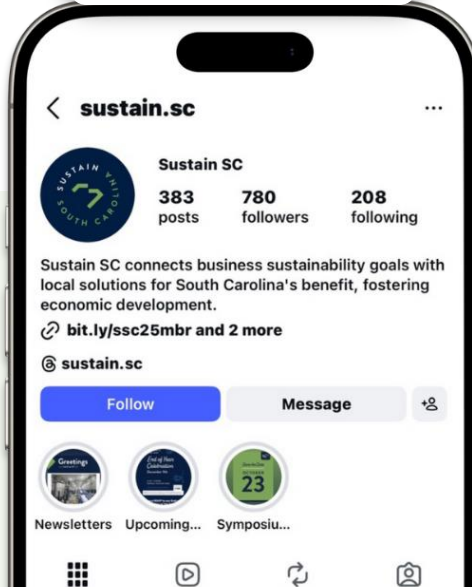 sustain.sc
SUSTAIN
SOUTH CAROLINA
Sustain SC
383 780 208
posts followers following
Sustain SC connects business sustainability goals with
local solutions for South Carolina's benefit, fostering
economic development.
bit.ly/ssc25mbr and 2 more
sustain.sc
Follow Message
Greetings
End of Year
Celebration
OCTOBER
23
Newsletters Upcoming... Symposiu...